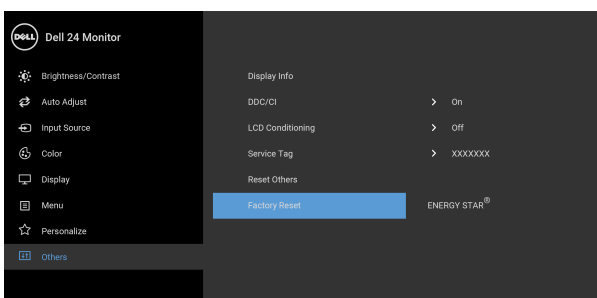 DELL Dell 24 Monitor
Brightness/Contrast Display Info
Auto Adjust DDC/CI On
Input Source LCD Conditioning Off
Color Service Tag XXXXXXX
Display Reset Others
Menu Factory Reset ENERGY STAR®
Personalize
Others